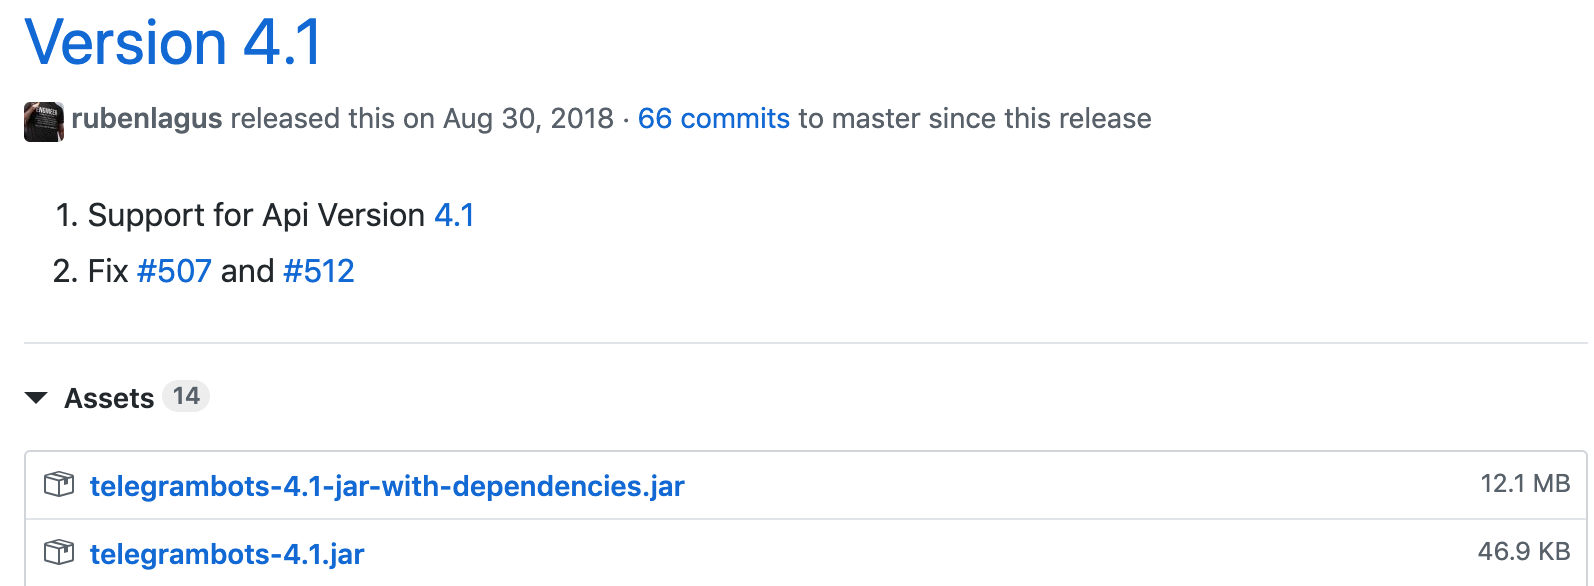 Version 4.1
rubenlagus released this on Aug 30, 2018 · 66 commits to master since this release
1. Support for Api Version 4.1
2. Fix #507 and #512
Assets 14
telegrambots-4.1-jar-with-dependencies.jar 12.1 MB
telegrambots-4.1.jar 46.9 KB